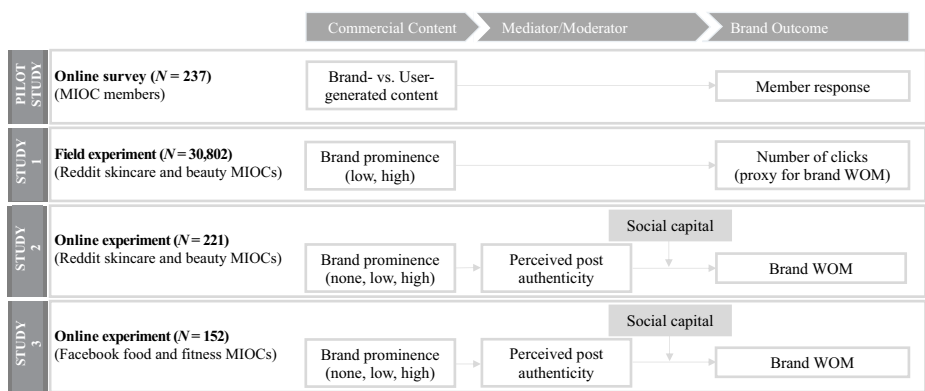 Commercial Content
Mediator/Moderator
Brand Outcome
PILOT
STUDY
Online survey (N = 237)
(MIOC members)
Brand- vs. User-
generated content
Member response
STUDY
1
Field experiment (N = 30,802)
(Reddit skincare and beauty MIOCs)
Brand prominence
(low, high)
Number of clicks
(proxy for brand WOM)
STUDY
2
Online experiment (N = 221)
(Reddit skincare and beauty MIOCs)
Brand prominence
(none, low, high)
Perceived post
authenticity
Social capital
Brand WOM
STUDY
3
Online experiment (N = 152)
(Facebook food and fitness MIOCs)
Brand prominence
(none, low, high)
Perceived post
authenticity
Social capital
Brand WOM